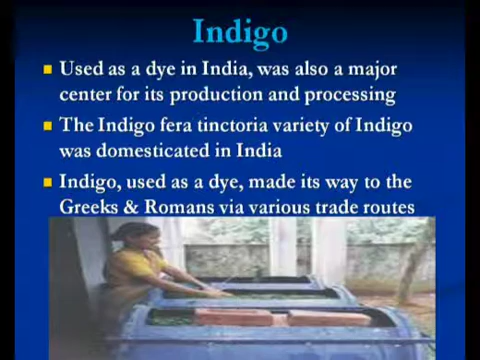 Indigo
Used as a dye in India, was also a major
center for its production and processing
The Indigo fera tinctoria variety of Indigo
was domesticated in India
Indigo, used as a dye, made its way to the
Greeks & Romans via various trade routes